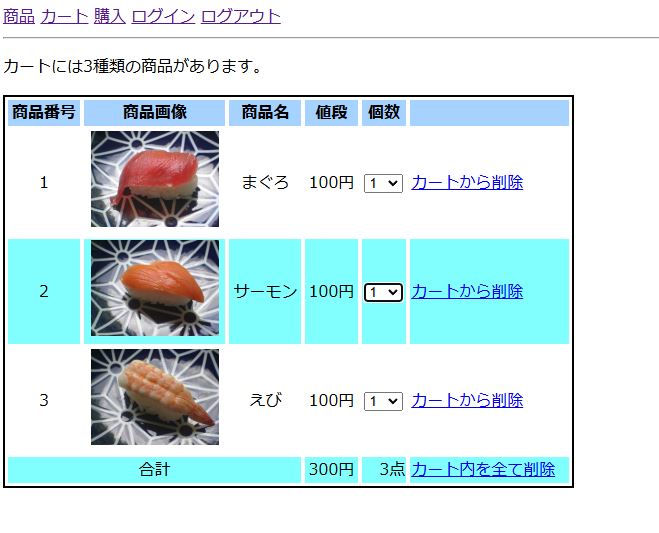 商品 カート 購入 ログイン ログアウト
カートには3種類の商品があります。
商品番号 商品画像 商品名 値段 個数
1 まぐろ 100円 1 カートから削除
2 サーモン 100円 1 カートから削除
3 えび 100円 1 カートから削除
合計 300円 3点 カート内を全て削除